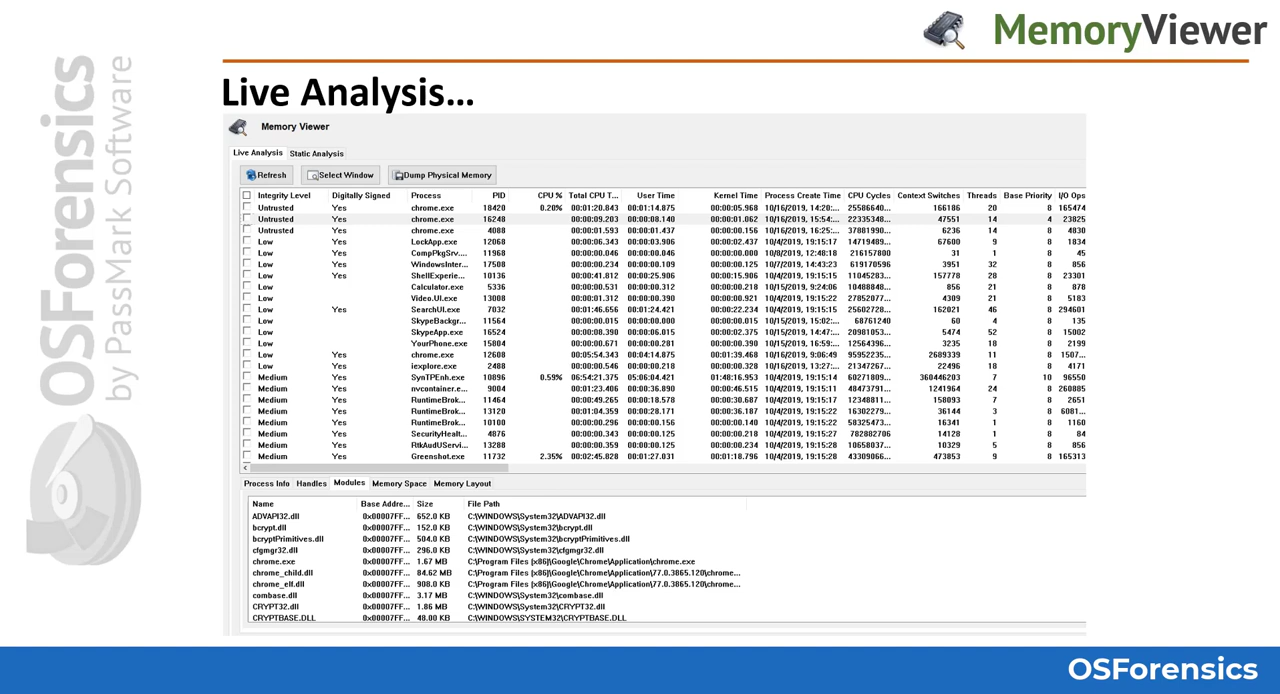 MemoryViewer
OSForensics
by PassMark Software
Live Analysis...
Memory Viewer
Live Analysis Static Analysis
Refresh Select Window Dump Physical Memory
Integrity Level Digitally Signed Process PID CPU % Total CPU T... User Time Kernel Time Process Create Time CPU Cycles Context Switches Threads Base Priority I/O Ops
Untrusted Yes chrome.exe 18420 0.20% 00:01:20.843 00:01:14.875 00:00:05.968 10/16/2019, 14:20:... 25586640... 166186 20 8 165474
Untrusted Yes chrome.exe 16248 00:00:09.203 00:00:08.140 00:00:01.062 10/16/2019, 15:54:... 22335348... 47551 14 4 23825
Untrusted Yes chrome.exe 4088 00:00:01.593 00:00:01.437 00:00:00.156 10/16/2019, 16:25:... 37881990... 6236 14 8 4830
Low Yes LockApp.exe 12068 00:00:06.343 00:00:03.906 00:00:02.437 10/4/2019, 19:15:17 14719489... 67600 9 8 1834
Low Yes CompPkgSrv.... 11968 00:00:00.046 00:00:00.046 00:00:00.000 10/8/2019, 12:48:18 216157800 31 1 8 45
Low Yes WindowsInter... 17508 00:00:00.234 00:00:00.109 00:00:00.125 10/7/2019, 14:43:23 619170596 3951 32 8 856
Low Yes ShellExperie... 10136 00:00:41.812 00:00:25.906 00:00:15.906 10/4/2019, 19:15:15 11045283... 157778 28 8 23301
Low Calculator.exe 5336 00:00:00.531 00:00:00.312 00:00:00.218 10/15/2019, 9:24:06 10488848... 856 21 8 878
Low Video.UI.exe 13008 00:00:01.312 00:00:00.390 00:00:00.921 10/4/2019, 19:15:22 27852077... 4309 21 8 5183
Low Yes SearchUI.exe 7032 00:01:46.656 00:01:24.421 00:00:22.234 10/4/2019, 19:15:15 25602728... 162021 46 8 294601
Low SkypeBackgr... 11564 00:00:00.015 00:00:00.000 00:00:00.015 10/15/2019, 15:02:... 68761240 60 4 8 135
Low SkypeApp.exe 16524 00:00:08.390 00:00:06.015 00:00:02.375 10/15/2019, 14:47:... 20981053... 5474 52 8 15002
Low YourPhone.exe 15804 00:00:00.671 00:00:00.281 00:00:00.390 10/15/2019, 16:59:... 12564396... 3235 18 8 2199
Low Yes chrome.exe 12608 00:05:54.343 00:04:14.875 00:01:39.468 10/16/2019, 9:06:49 95952235... 2689339 11 8 1507...
Low Yes iexplore.exe 2488 00:00:00.546 00:00:00.218 00:00:00.328 10/16/2019, 13:27:... 21347267... 22496 18 8 4171
Medium Yes SynTPEnh.exe 10896 0.59% 06:54:21.375 05:06:04.421 01:48:16.953 10/4/2019, 19:15:14 60271809... 360446203 7 10 96550
Medium Yes nvcontainer.e... 9004 00:01:23.406 00:00:36.890 00:00:46.515 10/4/2019, 19:15:11 48473791... 1241964 24 8 260885
Medium Yes RuntimeBrok... 11464 00:00:49.265 00:00:18.578 00:00:30.687 10/4/2019, 19:15:17 12348811... 158093 7 8 2651
Medium Yes RuntimeBrok... 13120 00:01:04.359 00:00:28.171 00:00:36.187 10/4/2019, 19:15:22 16302279... 36144 3 8 6081...
Medium Yes RuntimeBrok... 10100 00:00:00.296 00:00:00.156 00:00:00.140 10/4/2019, 19:15:22 58325473... 16341 1 8 1160
Medium Yes SecurityHealt... 4876 00:00:00.343 00:00:00.125 00:00:00.218 10/4/2019, 19:15:27 782802706 14128 1 8 84
Medium Yes RtkAudUServi... 13288 00:00:00.359 00:00:00.125 00:00:00.234 10/4/2019, 19:15:28 10658037... 10329 5 8 856
Medium Yes Greenshot.exe 11732 2.35% 00:02:45.828 00:01:27.031 00:01:18.796 10/4/2019, 19:15:28 43309066... 473853 9 8 165313
Process Info Handles Modules Memory Space Memory Layout
Name Base Addre... Size File Path
ADVAPI32.dll 0x00007FF... 652.0 KB C:\WINDOWS\System32\ADVAPI32.dll
bcrypt.dll 0x00007FF... 152.0 KB C:\WINDOWS\System32\bcrypt.dll
bcryptPrimitives.dll 0x00007FF... 504.0 KB C:\WINDOWS\System32\bcryptPrimitives.dll
cfgmgr32.dll 0x00007FF... 296.0 KB C:\WINDOWS\System32\cfgmgr32.dll
chrome.exe 0x00007FF... 1.67 MB C:\Program Files (x86)\Google\Chrome\Application\chrome.exe
chrome_child.dll 0x00007FF... 84.62 MB C:\Program Files (x86)\Google\Chrome\Application\77.0.3865.120\chrome...
chrome_elf.dll 0x00007FF... 908.0 KB C:\Program Files (x86)\Google\Chrome\Application\77.0.3865.120\chrome...
combase.dll 0x00007FF... 3.17 MB C:\WINDOWS\System32\combase.dll
CRYPT32.dll 0x00007FF... 1.86 MB C:\WINDOWS\System32\CRYPT32.dll
CRYPTBASE.DLL 0x00007FF... 48.00 KB C:\WINDOWS\SYSTEM32\CRYPTBASE.DLL
OSForensics